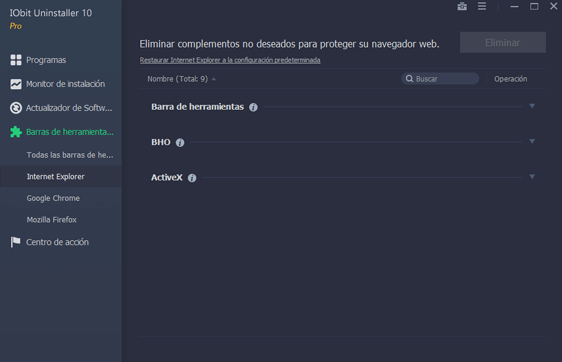 IObit Uninstaller 10
Pro
Eliminar complementos no deseados para proteger su navegador web.
Eliminar
Restaurar Internet Explorer a la configuración predeterminada
Programas
Monitor de instalación
Actualizador de Softw...
Barras de herramienta...
Todas las barras de he...
Internet Explorer
Google Chrome
Mozilla Firefox
Centro de acción
Nombre (Total: 9)
Buscar
Operación
Barra de herramientas
BHO
ActiveX